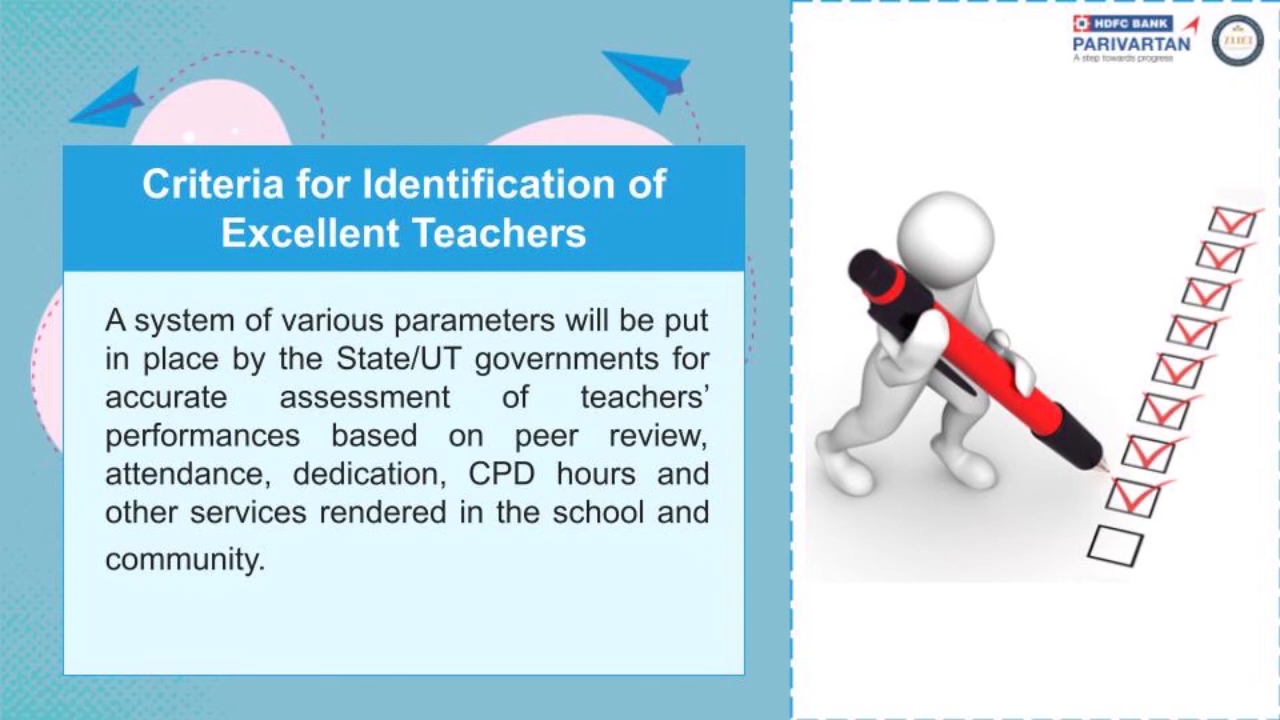 HDFC BANK
PARIVARTAN
A step towards progress
Criteria for Identification of
Excellent Teachers
A system of various parameters will be put
in place by the State/UT governments for
accurate assessment of teachers’
performances based on peer review,
attendance, dedication, CPD hours and
other services rendered in the school and
community.